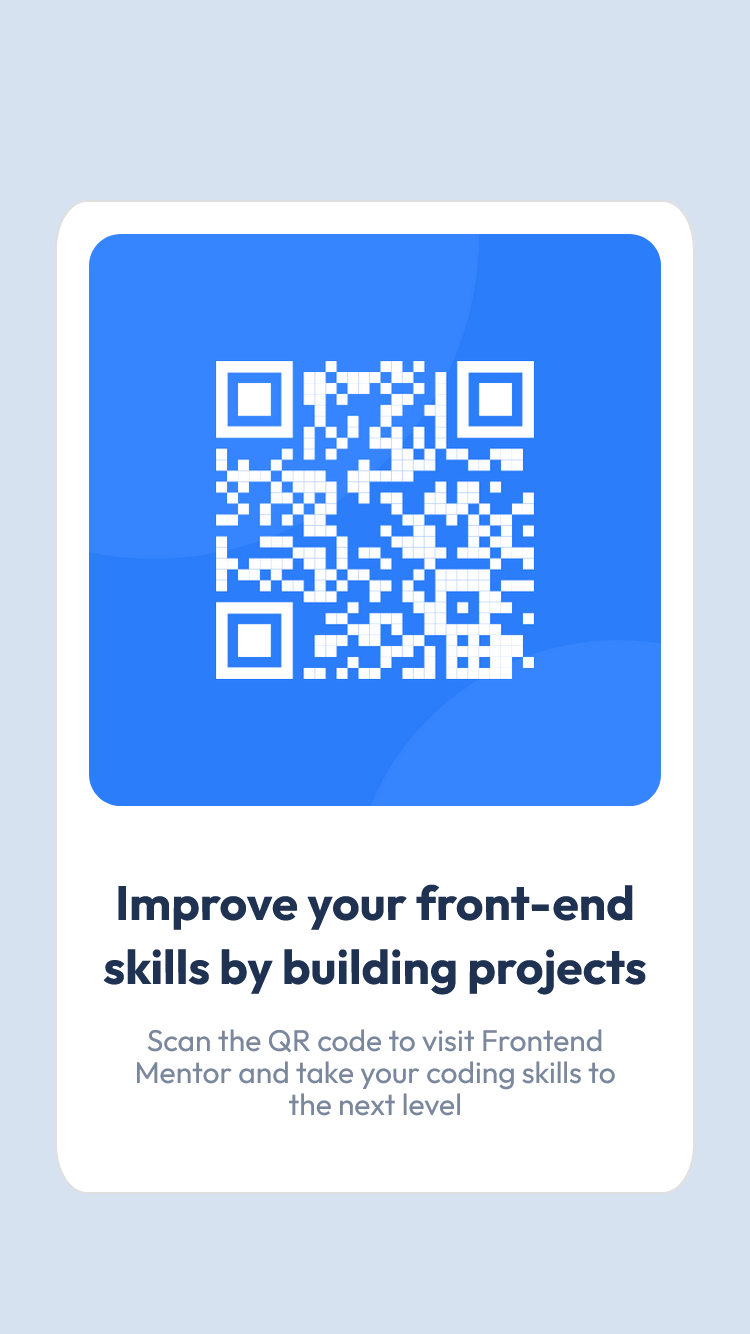 Improve your front-end
skills by building projects
Scan the QR code to visit Frontend
Mentor and take your coding skills to
the next level